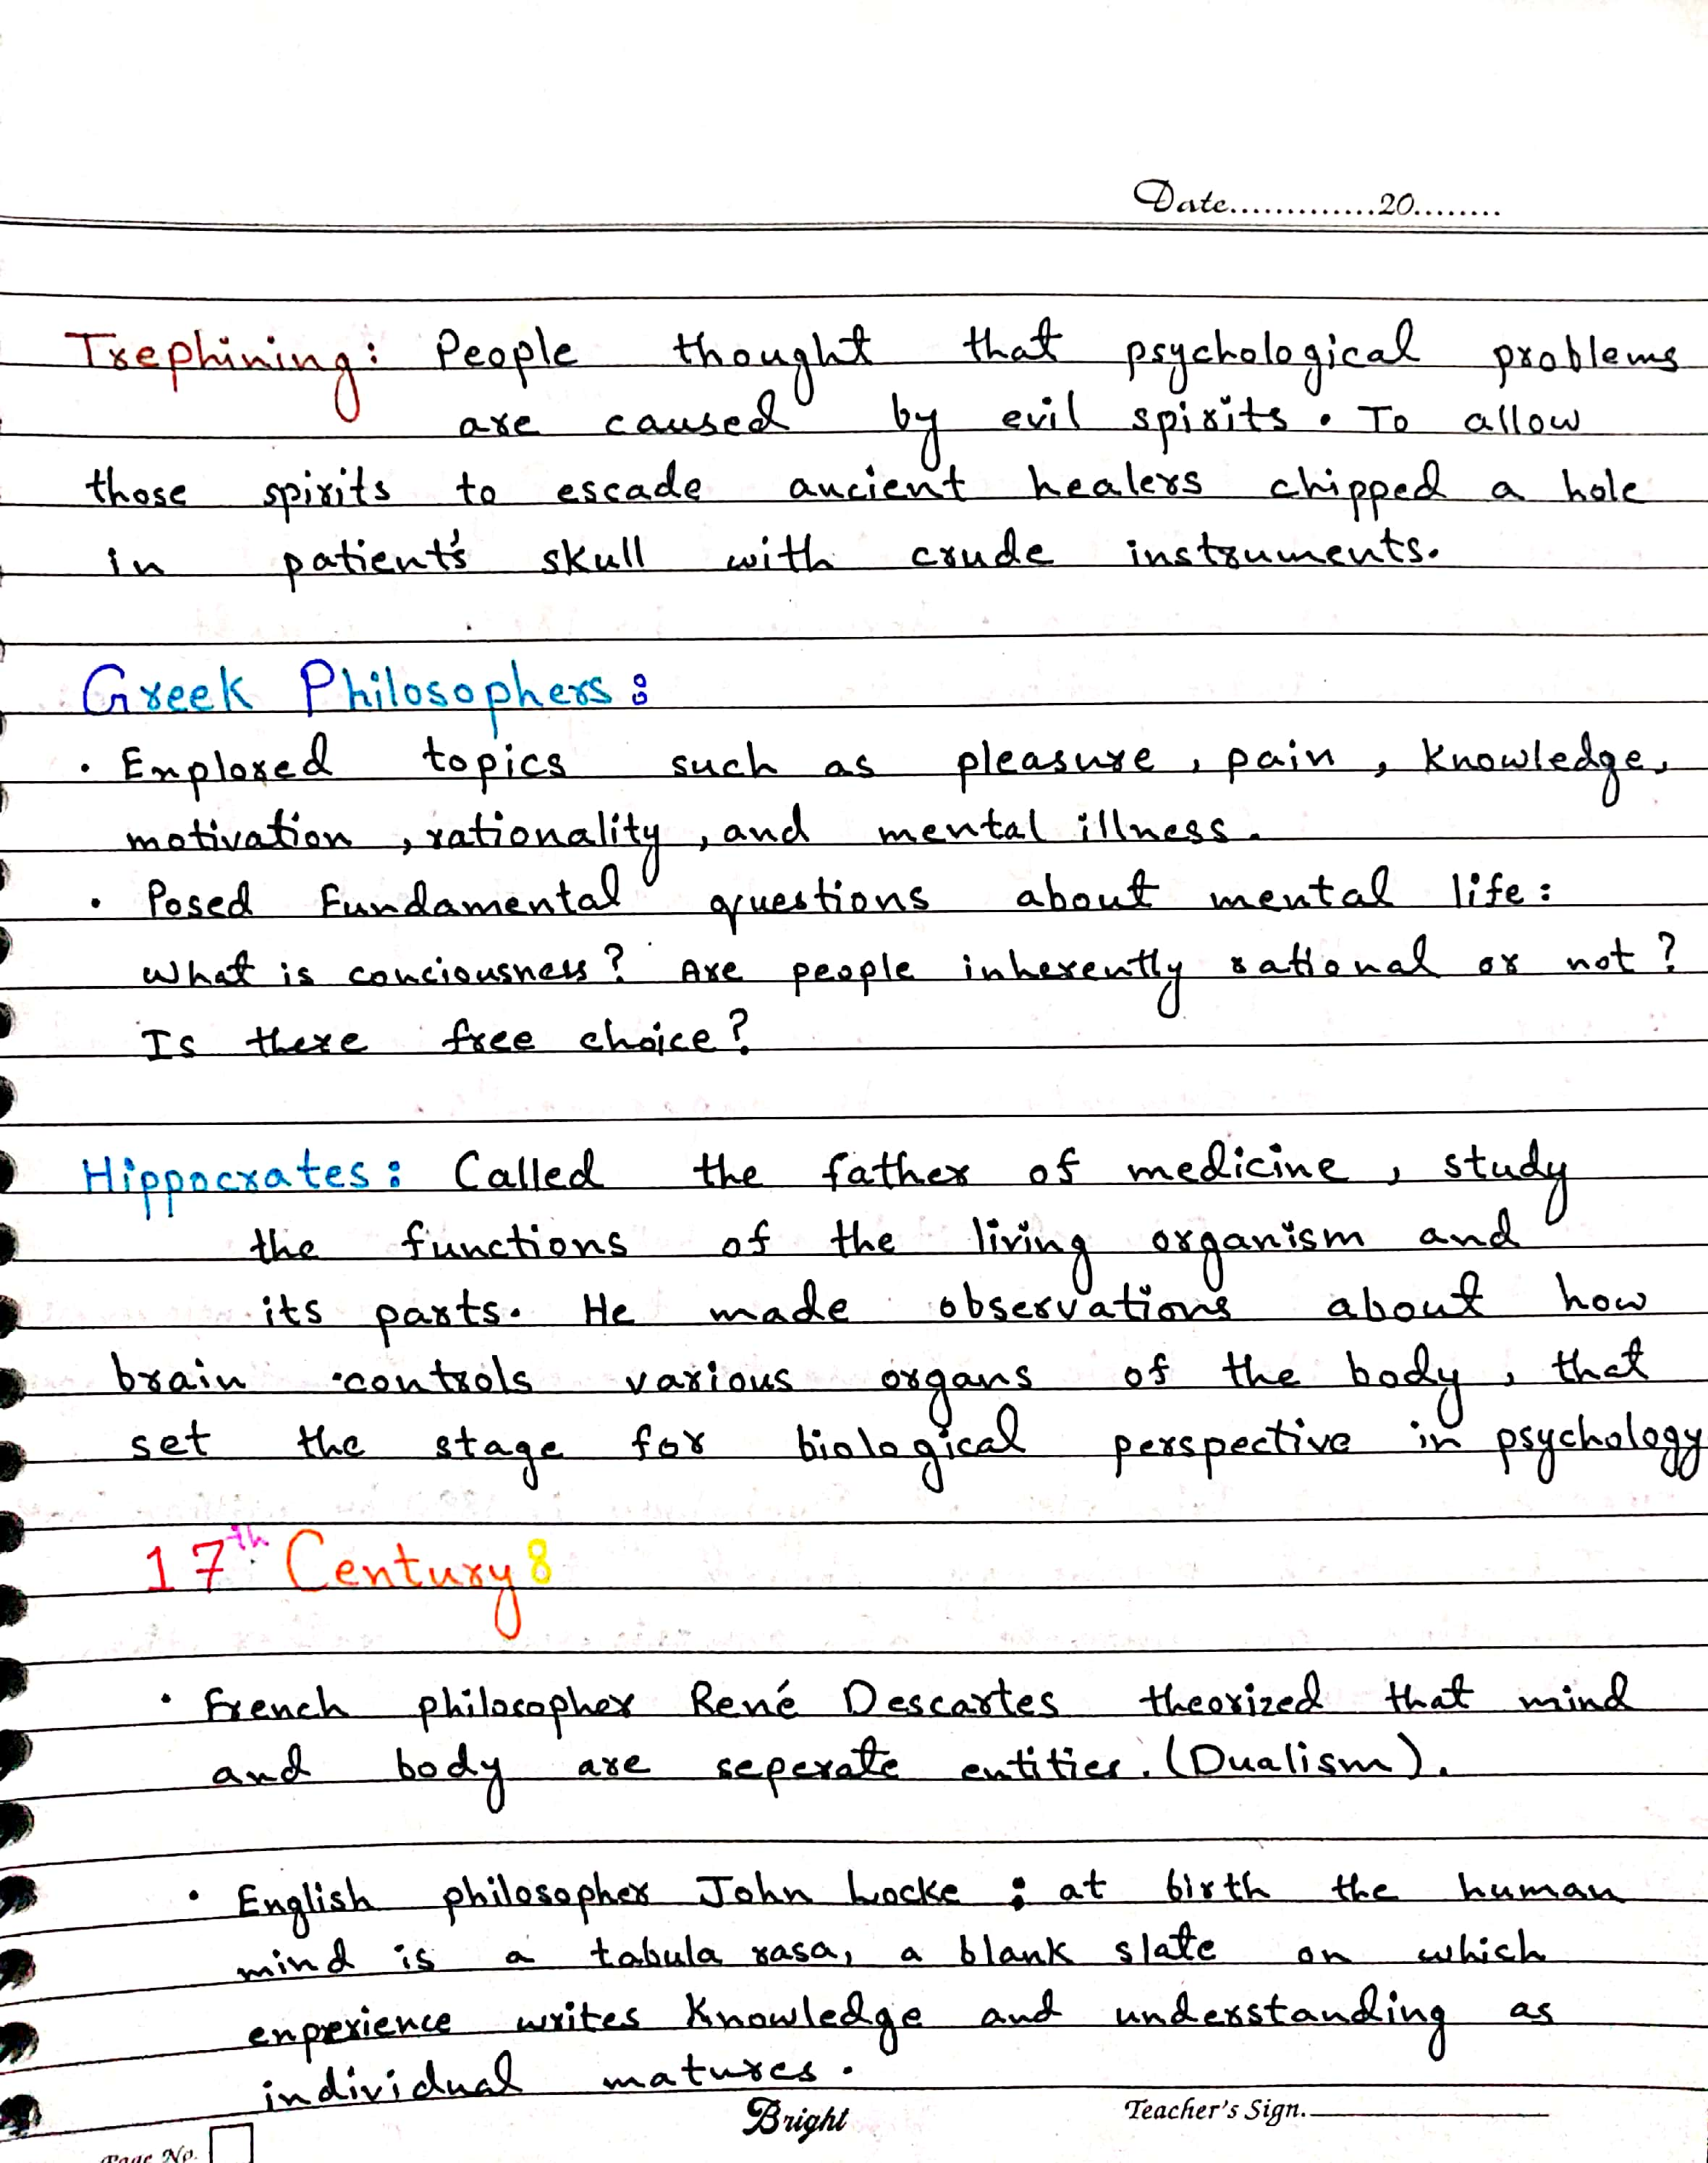 Date..............20........
Trephining: People thought that psychological problems
are caused by evil spirits. To allow
those spirits to escade ancient healers chipped a hole
in patient's skull with crude instruments.
Greek Philosophers:
• Explored topics such as pleasure, pain, knowledge,
motivation, rationality, and mental illness.
• Posed Fundamental questions about mental life:
What is conciousness? Are people inherently rational or not?
Is there free choice?
Hippocrates: Called the father of medicine, study
the functions of the living organism and
its parts. He made observations about how
brain controls various organs of the body, that
set the stage for biological perspective in psychology
17th Century:
• French philosopher René Descartes theorized that mind
and body are seperate entities. (Dualism).
• English philosopher John Locke: at birth the human
mind is a tabula rasa, a blank slate on which
experience writes knowledge and understanding as
individual matures.
Bright Teacher's Sign.
Page No.